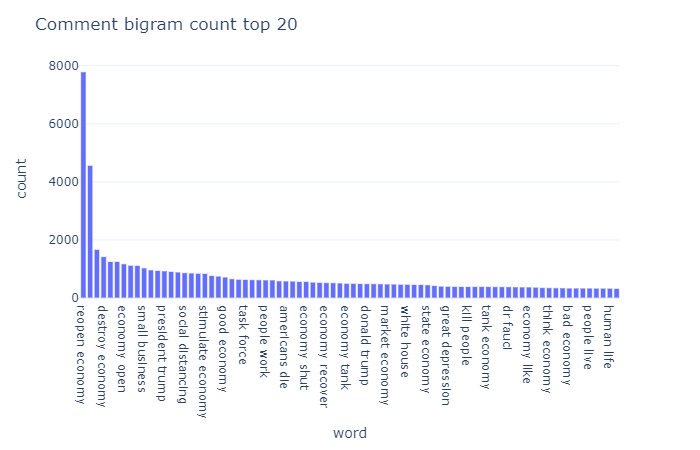 Comment bigram count top 20
8000
6000
4000
2000
0
count
reopen economy
destroy economy
economy open
small business
president trump
social distancing
stimulate economy
good economy
task force
people work
americans die
economy shut
economy recover
economy tank
donald trump
market economy
white house
state economy
great depression
kill people
tank economy
dr fauci
economy like
think economy
bad economy
people live
human life
word